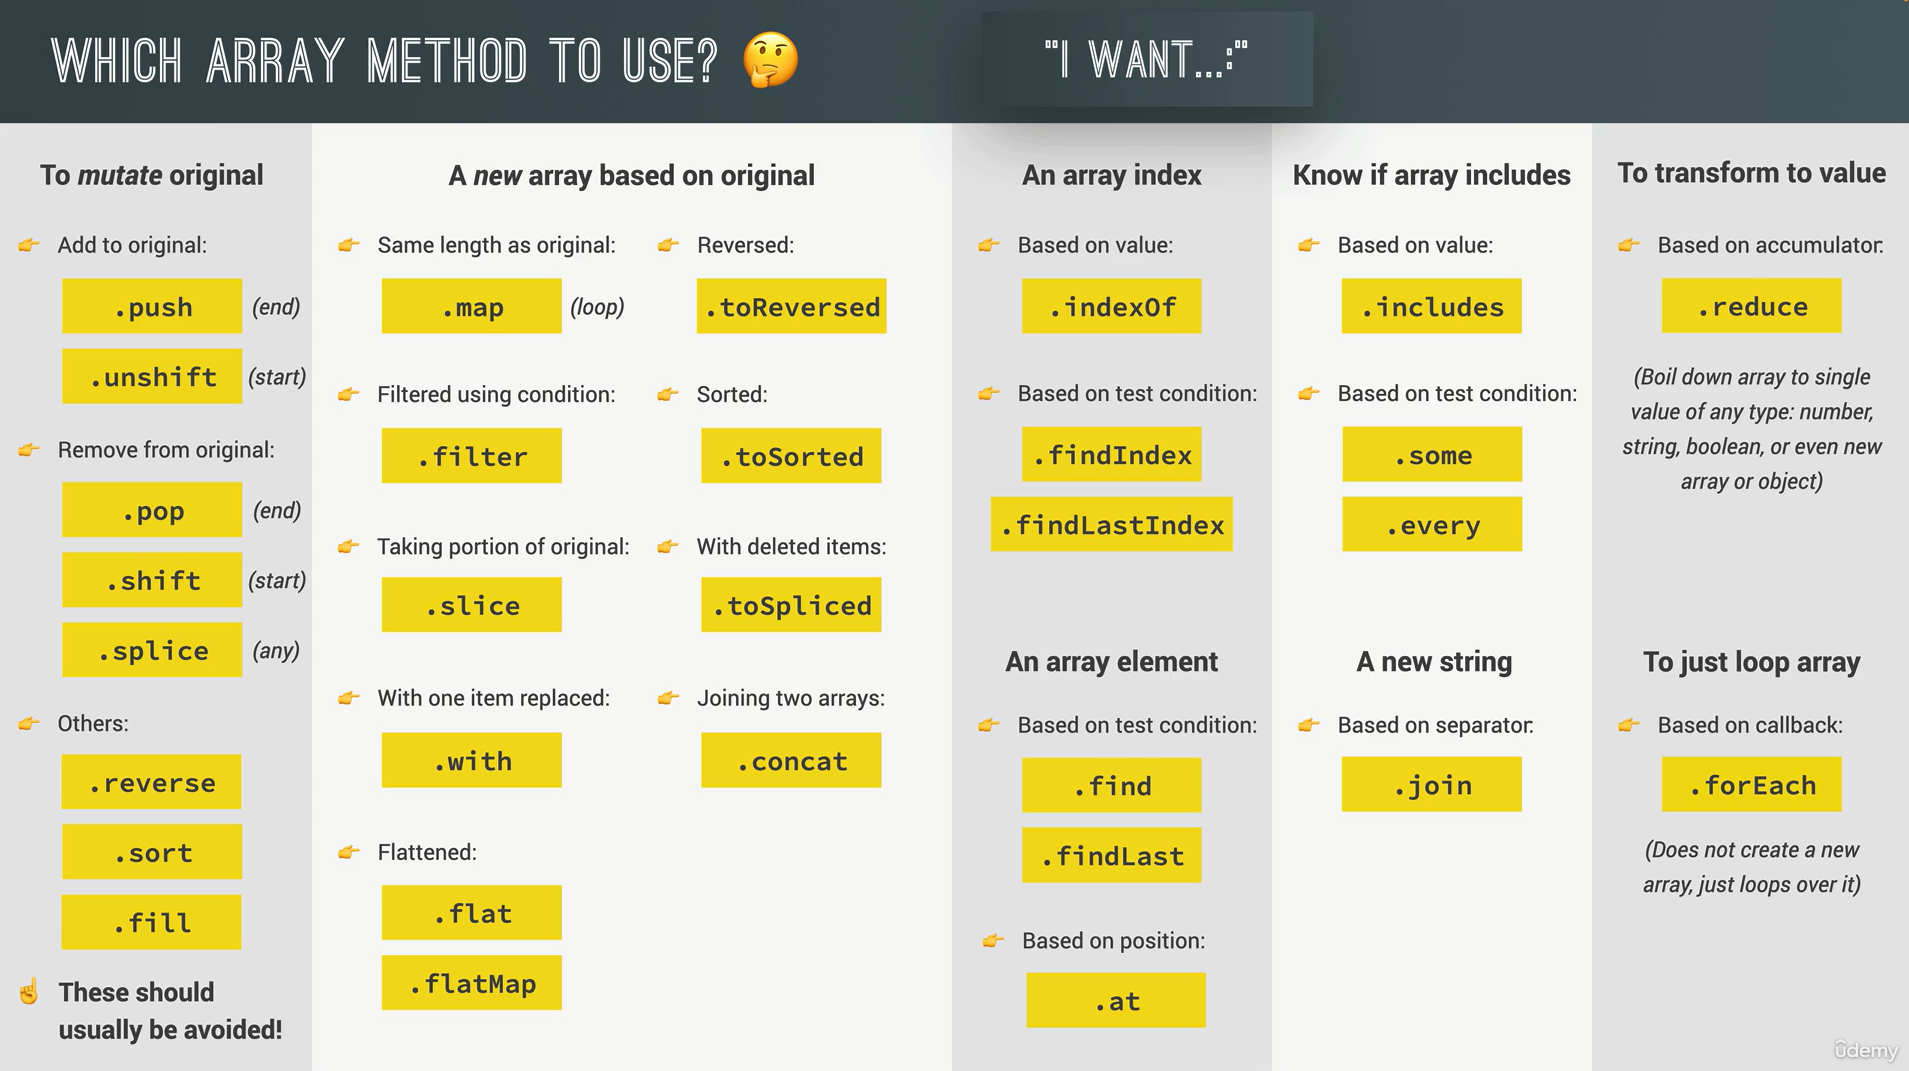 WHICH ARRAY METHOD TO USE? 🤔
"I WANT...:"
To mutate original
👉 Add to original:
.push (end)
.unshift (start)
👉 Remove from original:
.pop (end)
.shift (start)
.splice (any)
👉 Others:
.reverse
.sort
.fill
☝️ These should
usually be avoided!
A new array based on original
👉 Same length as original:
.map (loop)
👉 Filtered using condition:
.filter
👉 Taking portion of original:
.slice
👉 With one item replaced:
.with
👉 Flattened:
.flat
.flatMap
👉 Reversed:
.toReversed
👉 Sorted:
.toSorted
👉 With deleted items:
.toSpliced
👉 Joining two arrays:
.concat
An array index
👉 Based on value:
.indexOf
👉 Based on test condition:
.findIndex
.findLastIndex
An array element
👉 Based on test condition:
.find
.findLast
👉 Based on position:
.at
Know if array includes
👉 Based on value:
.includes
👉 Based on test condition:
.some
.every
A new string
👉 Based on separator:
.join
To transform to value
👉 Based on accumulator:
.reduce
(Boil down array to single
value of any type: number,
string, boolean, or even new
array or object)
To just loop array
👉 Based on callback:
.forEach
(Does not create a new
array, just loops over it)
ûdemy